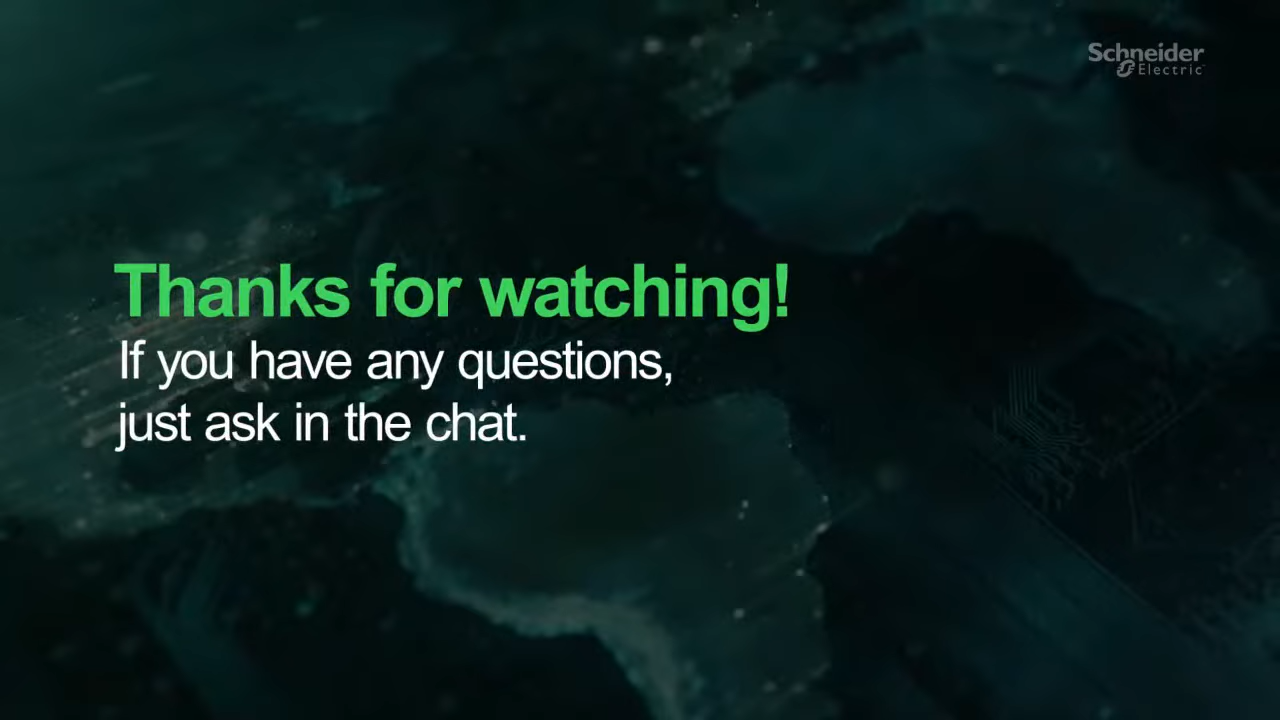 Schneider
Electric
Thanks for watching!
If you have any questions,
just ask in the chat.